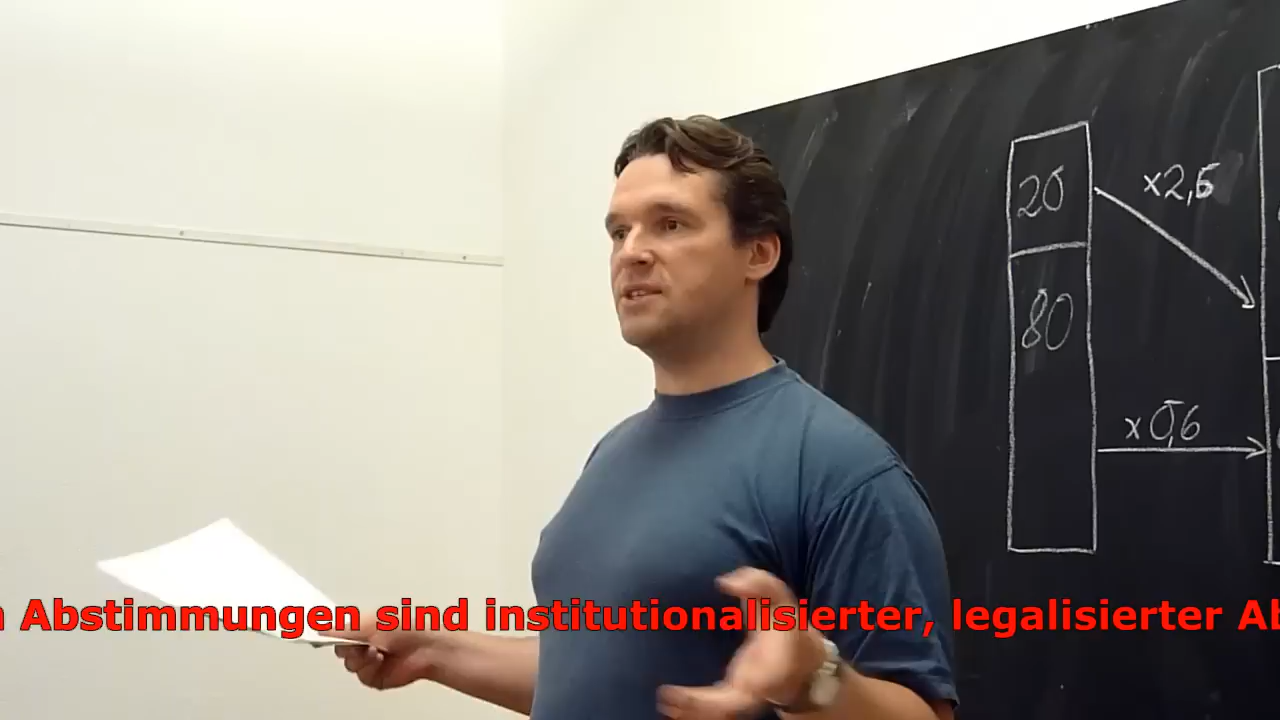 20
x2,5
80
x0,6
Abstimmungen sind institutionalisierter, legalisierter